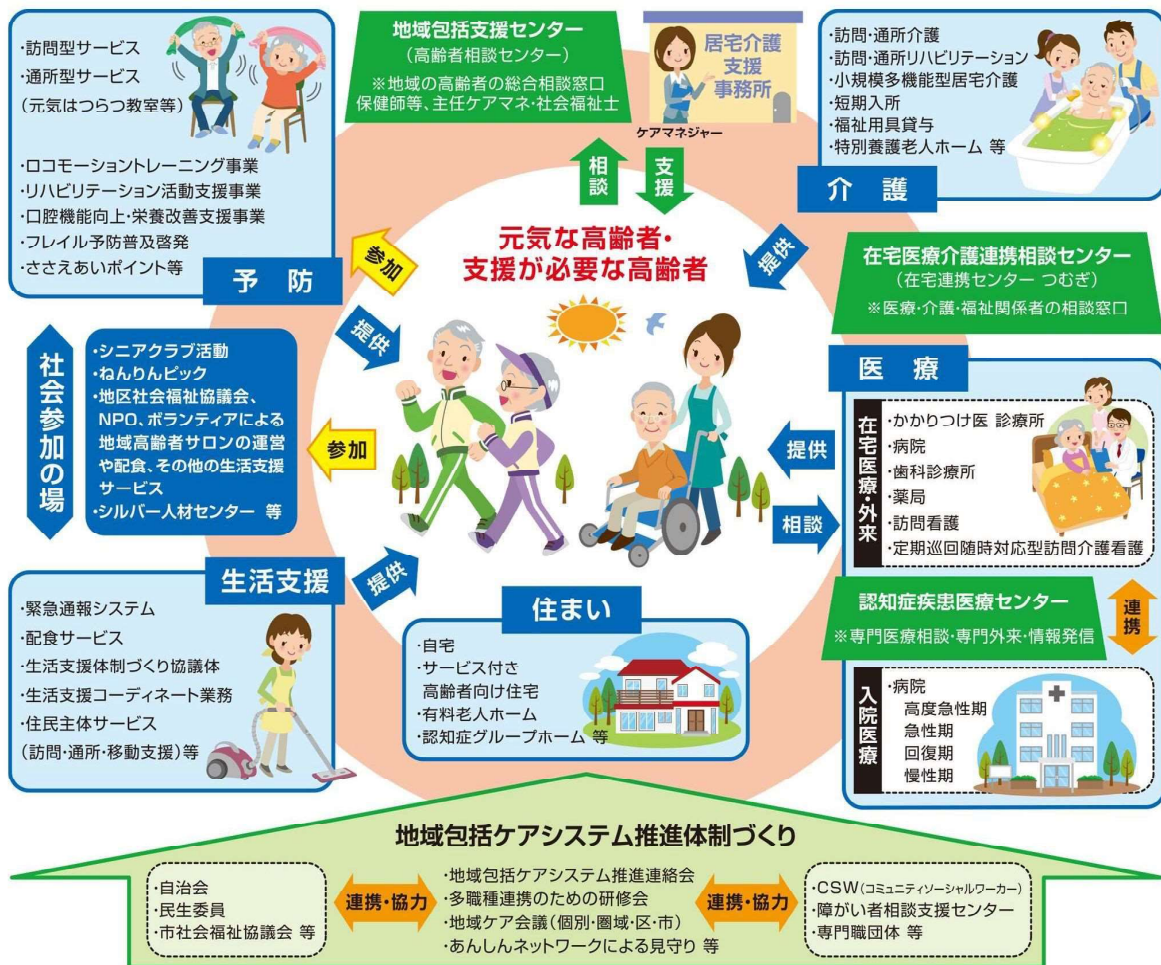 ・訪問型サービス
・通所型サービス
(元気はつらつ教室等)
・ロコモーショントレーニング事業
・リハビリテーション活動支援事業
・口腔機能向上・栄養改善支援事業
・フレイル予防普及啓発
・ささえあいポイント等
予 防
地域包括支援センター
(高齢者相談センター)
※地域の高齢者の総合相談窓口
保健師等、主任ケアマネ・社会福祉士
居宅介護
支援
事務所
ケアマネジャー
・訪問・通所介護
・訪問・通所リハビリテーション
・小規模多機能型居宅介護
・短期入所
・福祉用具貸与
・特別養護老人ホーム 等
介 護
相談
支援
元気な高齢者・
支援が必要な高齢者
参加
提供
提供
在宅医療介護連携相談センター
(在宅連携センター つむぎ)
※医療・介護・福祉関係者の相談窓口
社会参加の場
・シニアクラブ活動
・ねんりんピック
・地区社会福祉協議会、
NPO、ボランティアによる
地域高齢者サロンの運営
や配食、その他の生活支援
サービス
・シルバー人材センター 等
参加
提供
相談
医 療
在宅医療・外来
・かかりつけ医 診療所
・病院
・歯科診療所
・薬局
・訪問看護
・定期巡回随時対応型訪問介護看護
認知症疾患医療センター
※専門医療相談・専門外来・情報発信
連携
入院医療
・病院
高度急性期
急性期
回復期
慢性期
生活支援
提供
・緊急通報システム
・配食サービス
・生活支援体制づくり協議体
・生活支援コーディネート業務
・住民主体サービス
(訪問・通所・移動支援)等
住まい
・自宅
・サービス付き
高齢者向け住宅
・有料老人ホーム
・認知症グループホーム 等
地域包括ケアシステム推進体制づくり
・自治会
・民生委員
・市社会福祉協議会 等
連携・協力
・地域包括ケアシステム推進連絡会
・多職種連携のための研修会
・地域ケア会議(個別・圏域・区・市)
・あんしんネットワークによる見守り 等
連携・協力
・CSW(コミュニティソーシャルワーカー)
・障がい者相談支援センター
・専門職団体 等